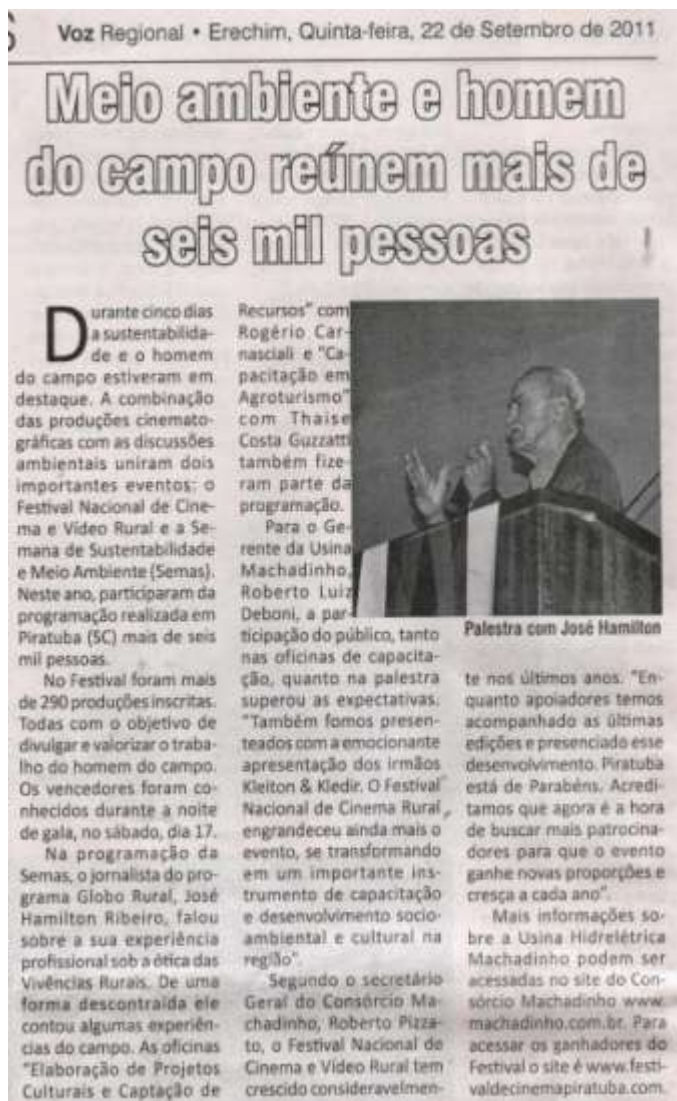 Voz Regional • Erechim, Quinta-feira, 22 de Setembro de 2011
Meio ambiente e homem
do campo reúnem mais de
seis mil pessoas
Durante cinco dias
a sustentabilida-
de e o homem
do campo estiveram em
destaque. A combinação
das produções cinemato-
gráficas com as discussões
ambientais uniram dois
importantes eventos: o
Festival Nacional de Cine-
ma e Vídeo Rural e a Se-
mana de Sustentabilidade
e Meio Ambiente (Semas).
Neste ano, participaram da
programação realizada em
Piratuba (SC) mais de seis
mil pessoas.
No Festival foram mais
de 290 produções inscritas.
Todas com o objetivo de
divulgar e valorizar o traba-
lho do homem do campo.
Os vencedores foram co-
nhecidos durante a noite
de gala, no sábado, dia 17.
Na programação da
Semas, o jornalista do pro-
grama Globo Rural, José
Hamilton Ribeiro, falou
sobre a sua experiência
profissional sob a ótica das
Vivências Rurais. De uma
forma descontraída ele
contou algumas experiên-
cias do campo. As oficinas
"Elaboração de Projetos
Culturais e Captação de
Recursos" com
Rogério Car-
nasciali e "Ca-
pacitação em
Agroturismo"
com Thaise
Costa Guzzatti
também fize-
ram parte da
programação.
Para o Ge-
rente da Usina
Machadinho,
Roberto Luiz
Deboni, a par-
ticipação do público, tanto
nas oficinas de capacita-
ção, quanto na palestra
superou as expectativas.
"Também fomos presen-
teados com a emocionante
apresentação dos irmãos
Kleiton & Kledir. O Festival
Nacional de Cinema Rural
engrandeceu ainda mais o
evento, se transformando
em um importante ins-
trumento de capacitação
e desenvolvimento socio-
ambiental e cultural na
região".
Segundo o secretário
Geral do Consórcio Ma-
chadinho, Roberto Pizza-
to, o Festival Nacional de
Cinema e Vídeo Rural tem
crescido consideravelmen-
Palestra com José Hamilton
te nos últimos anos. "En-
quanto apoiadores temos
acompanhado as últimas
edições e presenciado esse
desenvolvimento. Piratuba
está de Parabéns. Acredi-
tamos que agora é a hora
de buscar mais patrocina-
dores para que o evento
ganhe novas proporções e
cresça a cada ano".
Mais informações so-
bre a Usina Hidrelétrica
Machadinho podem ser
acessadas no site do Con-
sórcio Machadinho www.
machadinho.com.br. Para
acessar os ganhadores do
Festival o site é www.festi-
valdecinemapiratuba.com.